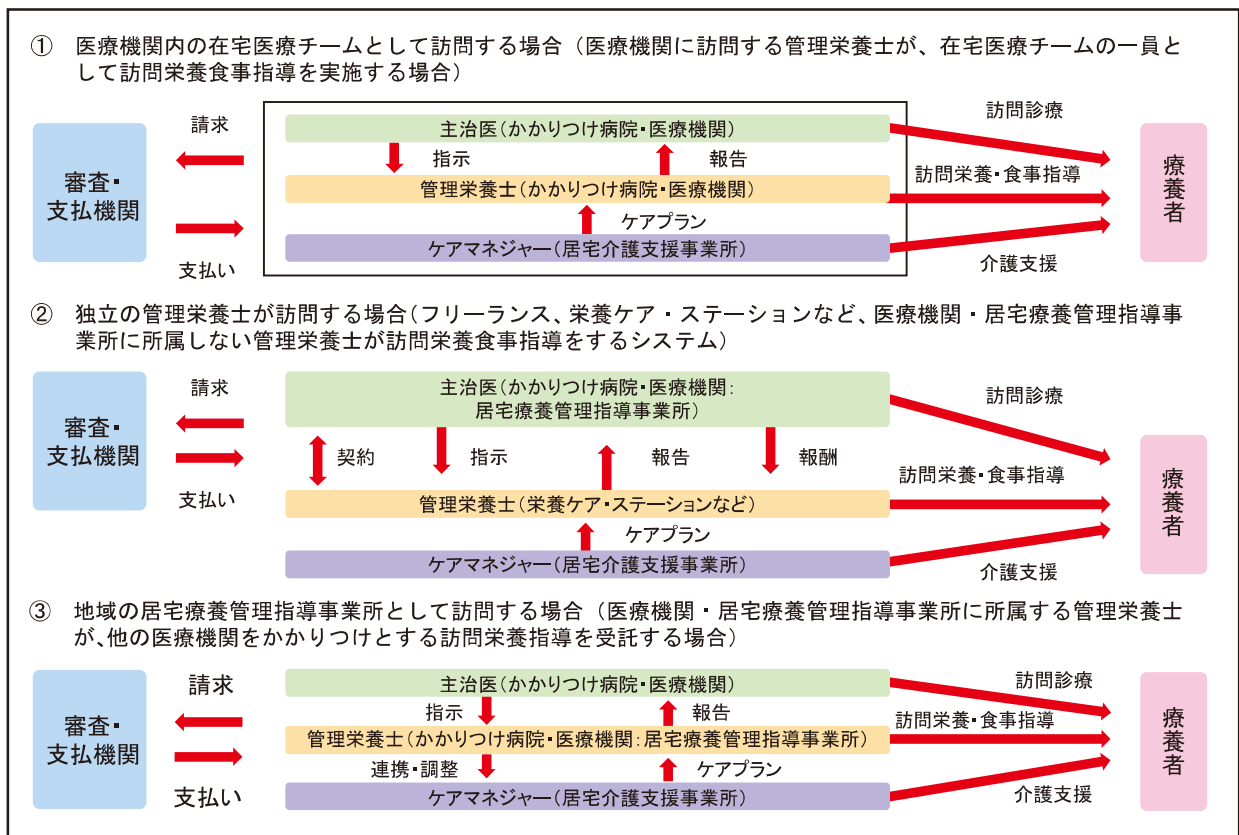 ① 医療機関内の在宅医療チームとして訪問する場合（医療機関に訪問する管理栄養士が、在宅医療チームの一員と
して訪問栄養食事指導を実施する場合）
審査・
支払機関
請求
支払い
主治医（かかりつけ病院・医療機関）
指示
報告
管理栄養士（かかりつけ病院・医療機関）
ケアプラン
ケアマネジャー（居宅介護支援事業所）
訪問診療
訪問栄養・食事指導
介護支援
療養者
② 独立の管理栄養士が訪問する場合（フリーランス、栄養ケア・ステーションなど、医療機関・居宅療養管理指導事
業所に所属しない管理栄養士が訪問栄養食事指導をするシステム）
審査・
支払機関
請求
支払い
主治医（かかりつけ病院・医療機関：
居宅療養管理指導事業所）
契約
指示
報告
報酬
管理栄養士（栄養ケア・ステーションなど）
ケアプラン
ケアマネジャー（居宅介護支援事業所）
訪問診療
訪問栄養・食事指導
介護支援
療養者
③ 地域の居宅療養管理指導事業所として訪問する場合（医療機関・居宅療養管理指導事業所に所属する管理栄養士
が、他の医療機関をかかりつけとする訪問栄養指導を受託する場合）
審査・
支払機関
請求
支払い
主治医（かかりつけ病院・医療機関）
指示
報告
管理栄養士（かかりつけ病院・医療機関：居宅療養管理指導事業所）
連携・調整
ケアプラン
ケアマネジャー（居宅介護支援事業所）
訪問診療
訪問栄養・食事指導
介護支援
療養者